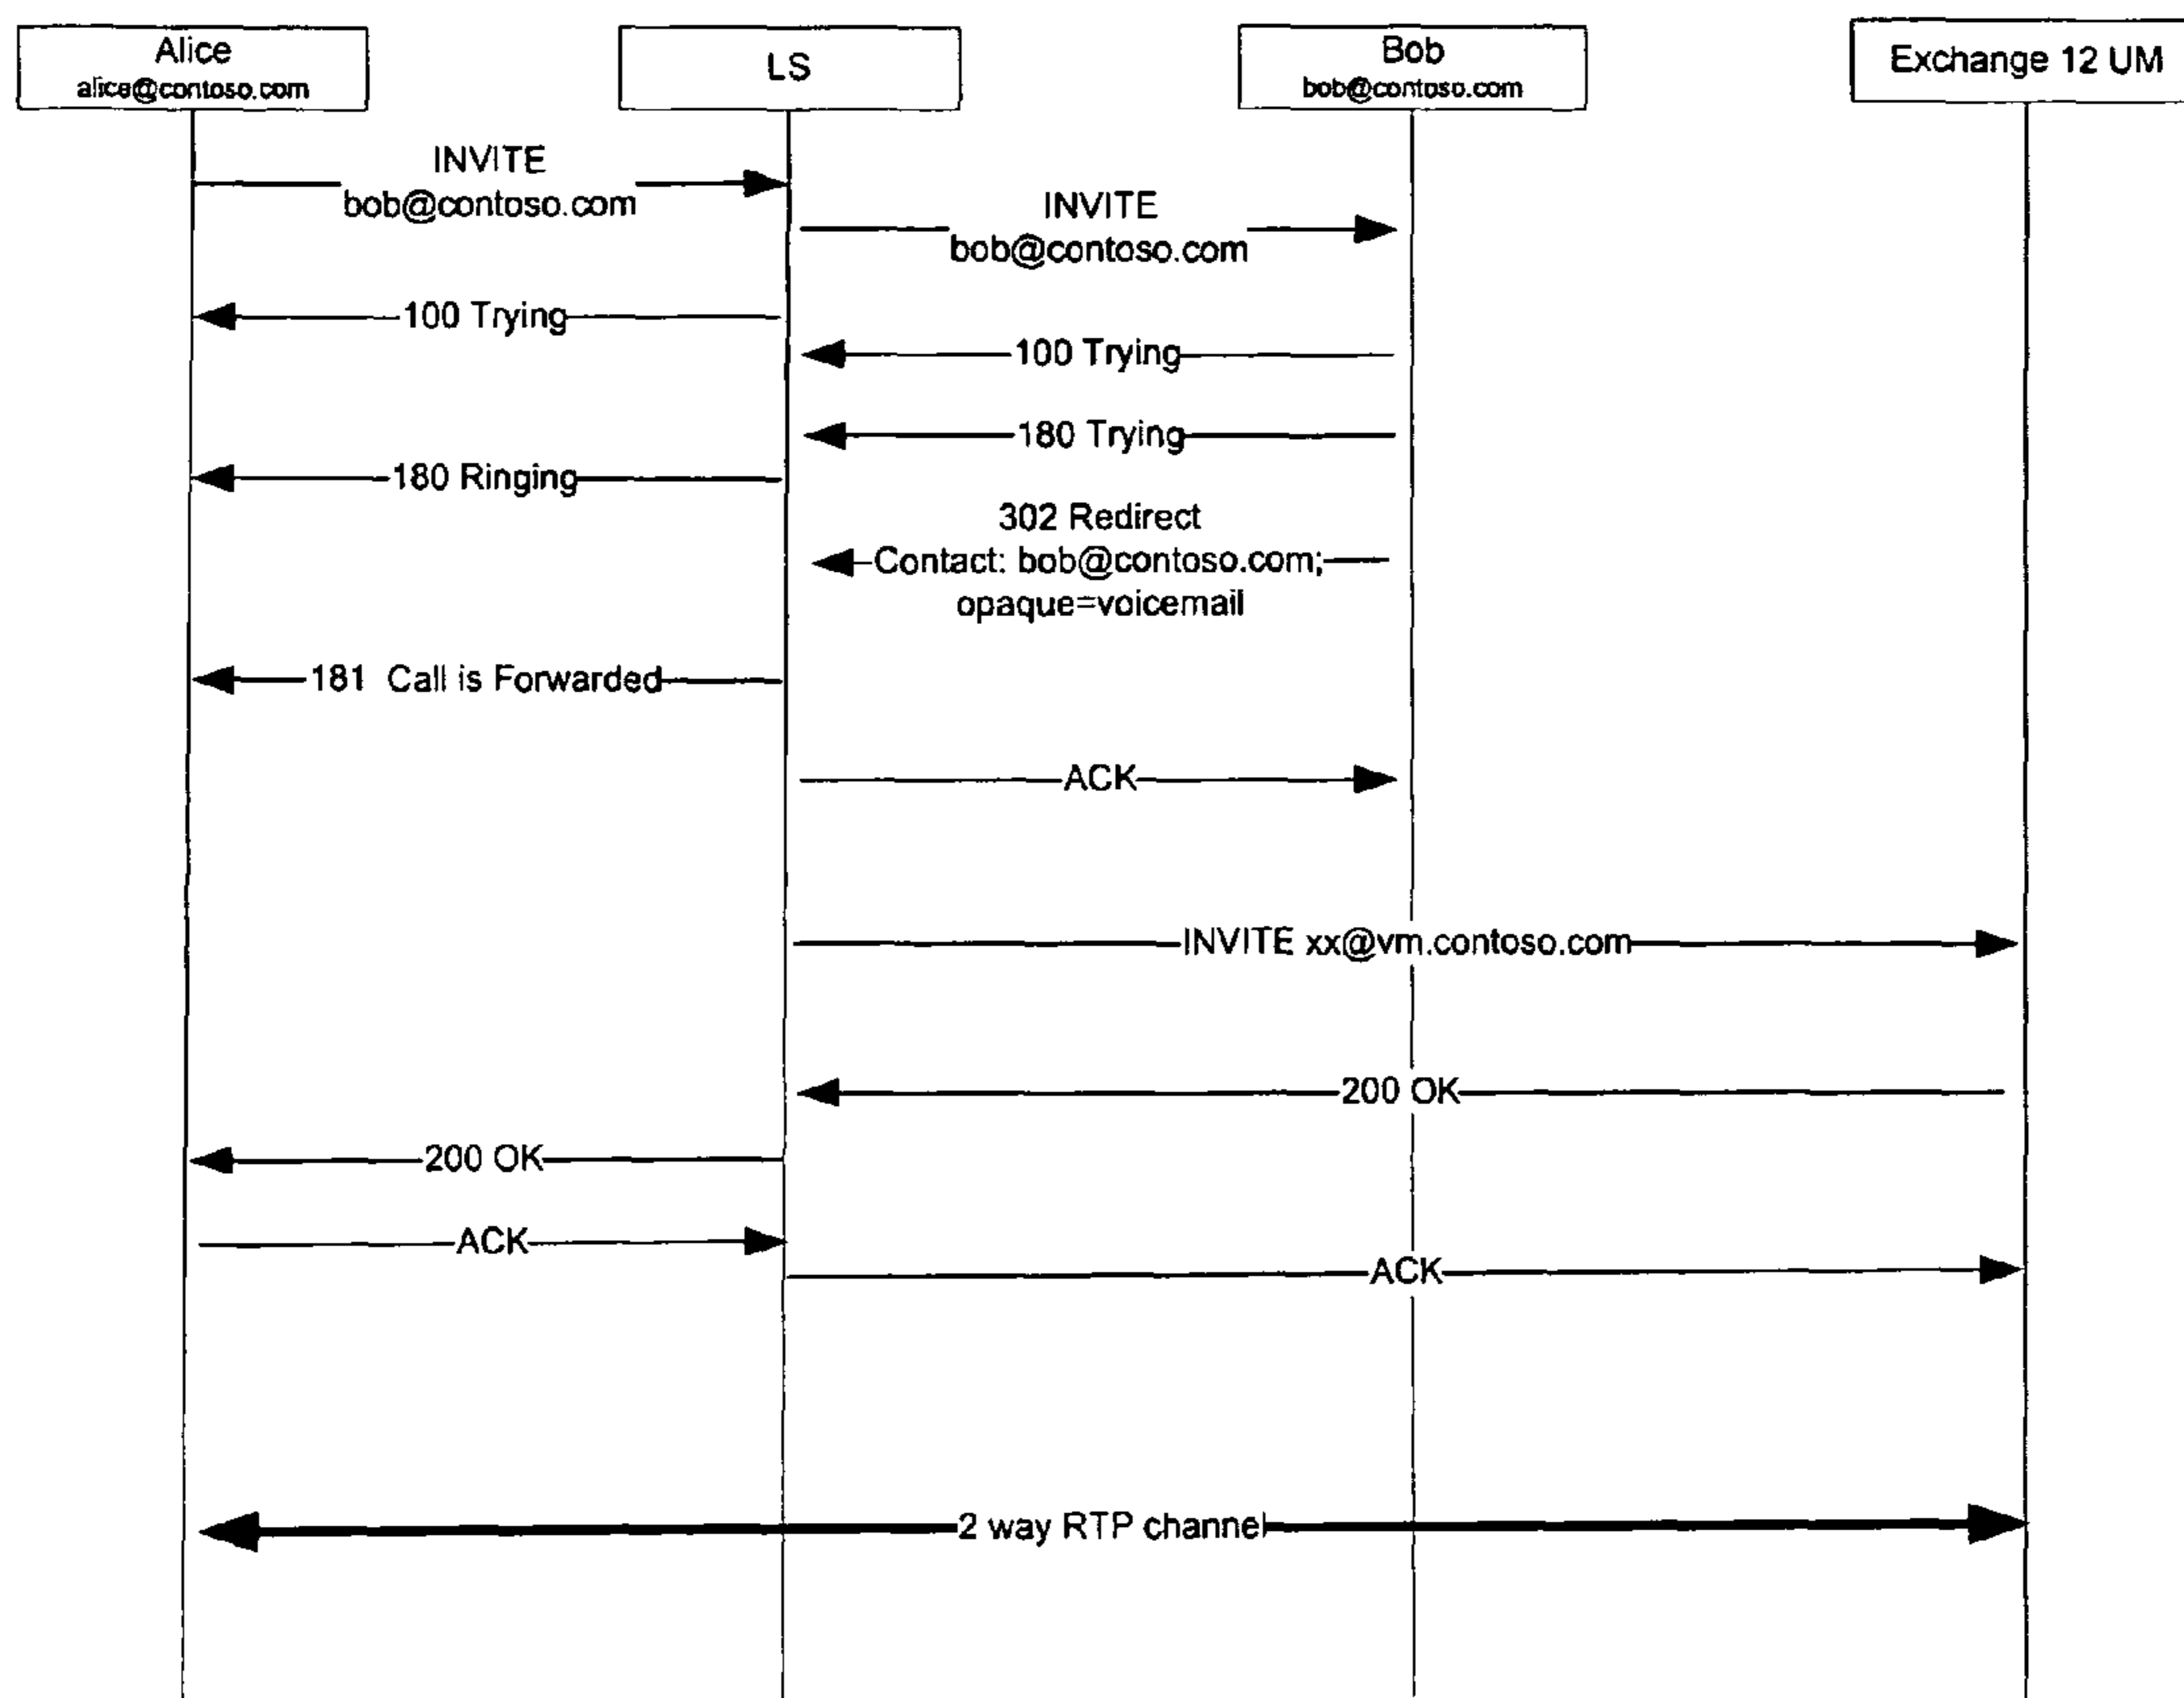 Alice
alice@contoso.com
LS
Bob
bob@contoso.com
Exchange 12 UM
INVITE
bob@contoso.com
INVITE
bob@contoso.com
100 Trying
100 Trying
180 Trying
180 Ringing
302 Redirect
Contact: bob@contoso.com;
opaque=voicemail
181 Call is Forwarded
ACK
INVITE xx@vm.contoso.com
200 OK
200 OK
ACK
ACK
2 way RTP channel